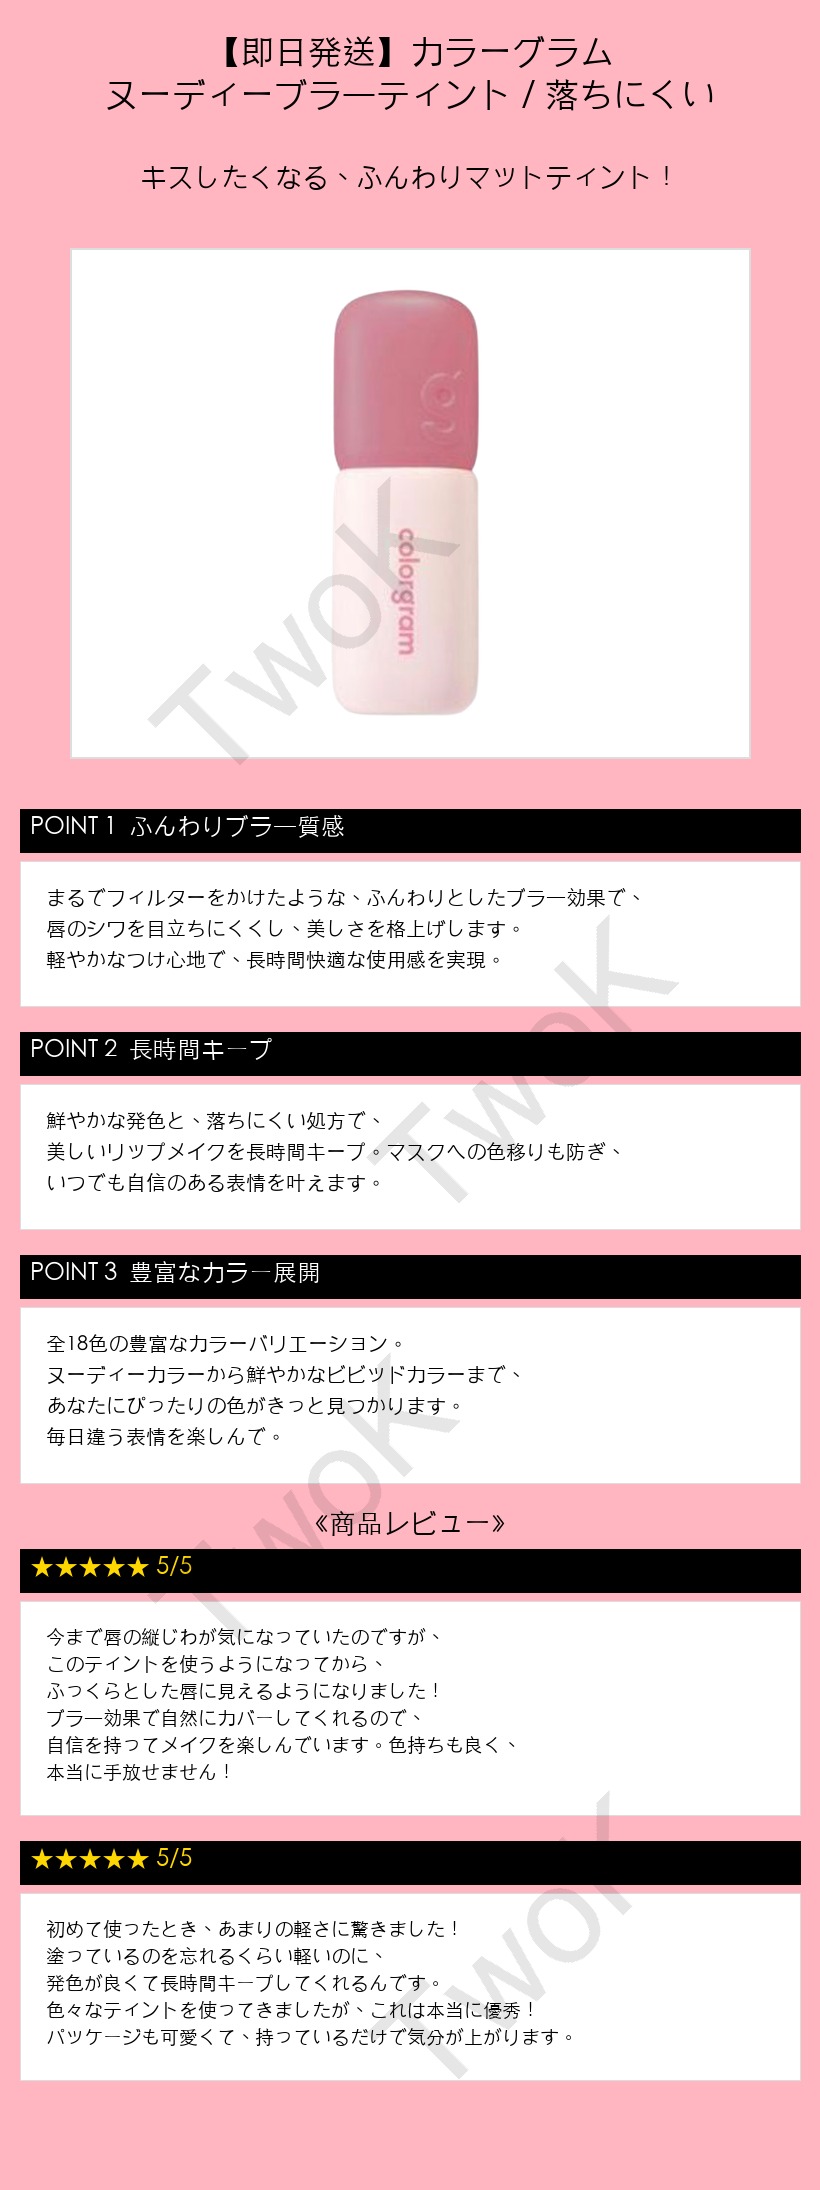 【即日発送】カラーグラム
ヌーディーブラーティント / 落ちにくい
キスしたくなる、ふんわりマットティント！
colorgram
TwoK
POINT 1 ふんわりブラー質感
まるでフィルターをかけたような、ふんわりとしたブラー効果で、
唇のシワを目立ちにくくし、美しさを格上げします。
軽やかなつけ心地で、長時間快適な使用感を実現。
TwoK
POINT 2 長時間キープ
鮮やかな発色と、落ちにくい処方で、
美しいリップメイクを長時間キープ。マスクへの色移りも防ぎ、
いつでも自信のある表情を叶えます。
POINT 3 豊富なカラー展開
全18色の豊富なカラーバリエーション。
ヌーディーカラーから鮮やかなビビッドカラーまで、
あなたにぴったりの色がきっと見つかります。
毎日違う表情を楽しんで。
TwoK
《商品レビュー》
★★★★★ 5/5
今まで唇の縦じわが気になっていたのですが、
このティントを使うようになってから、
ふっくらとした唇に見えるようになりました！
ブラー効果で自然にカバーしてくれるので、
自信を持ってメイクを楽しんでいます。色持ちも良く、
本当に手放せません！
★★★★★ 5/5
初めて使ったとき、あまりの軽さに驚きました！
塗っているのを忘れるくらい軽いのに、
発色が良くて長時間キープしてくれるんです。
色々なティントを使ってきましたが、これは本当に優秀！
パッケージも可愛くて、持っているだけで気分が上がります。
TwoK